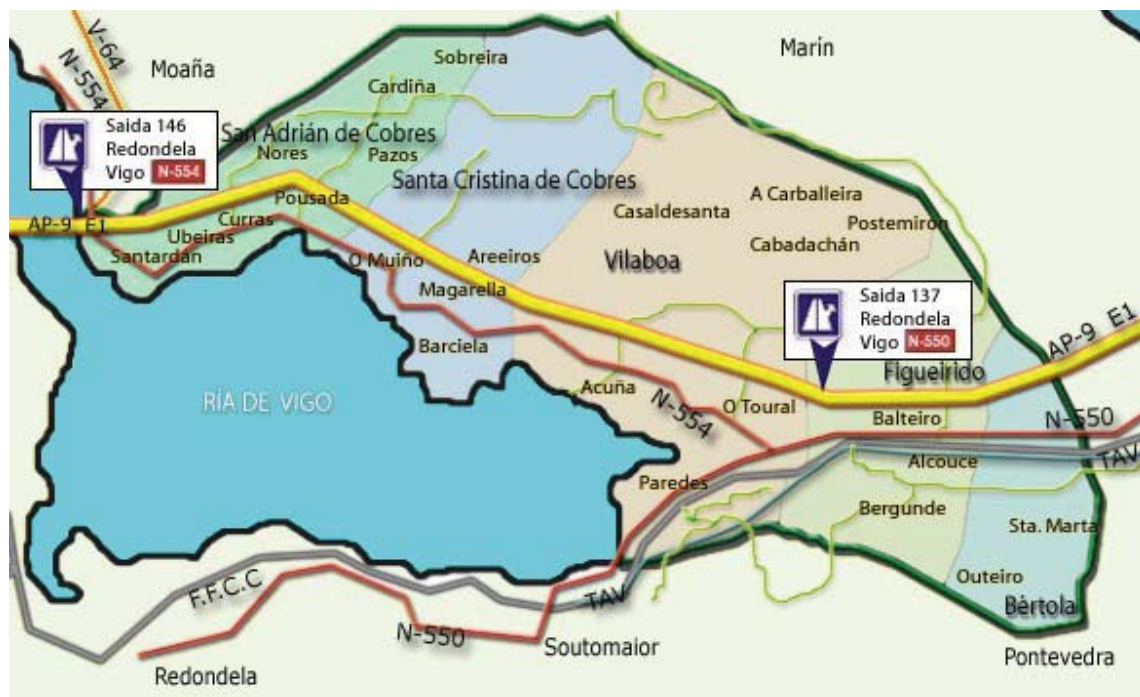 V-64
N-554
Moaña
Marín
Sobreira
Cardiña
Saida 146
Redondela
Vigo N-554
San Adrián de Cobres
Nores
Pazos
Santa Cristina de Cobres
Pousada
A Carballeira
Casaldesanta
Postemirón
Curras
AP-9 E1
Ubeiras
Cabadachán
Santardán
O Muiño
Areeiros
Vilaboa
Magarella
Saida 137
Redondela
Vigo N-550
AP-9 E1
Barciela
Figueirido
Acuña
RÍA DE VIGO
O Toural
N-554
Balteiro
N-550
TAV
Alcouce
Paredes
Bergunde
Sta. Marta
Outeiro
F.F.C.C
TAV
Bértola
N-550
Soutomaior
Pontevedra
Redondela